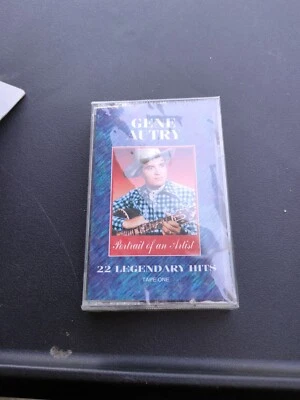 GENE
AUTRY
Portrait of an Artist
22 LEGENDARY HITS
TAPE ONE